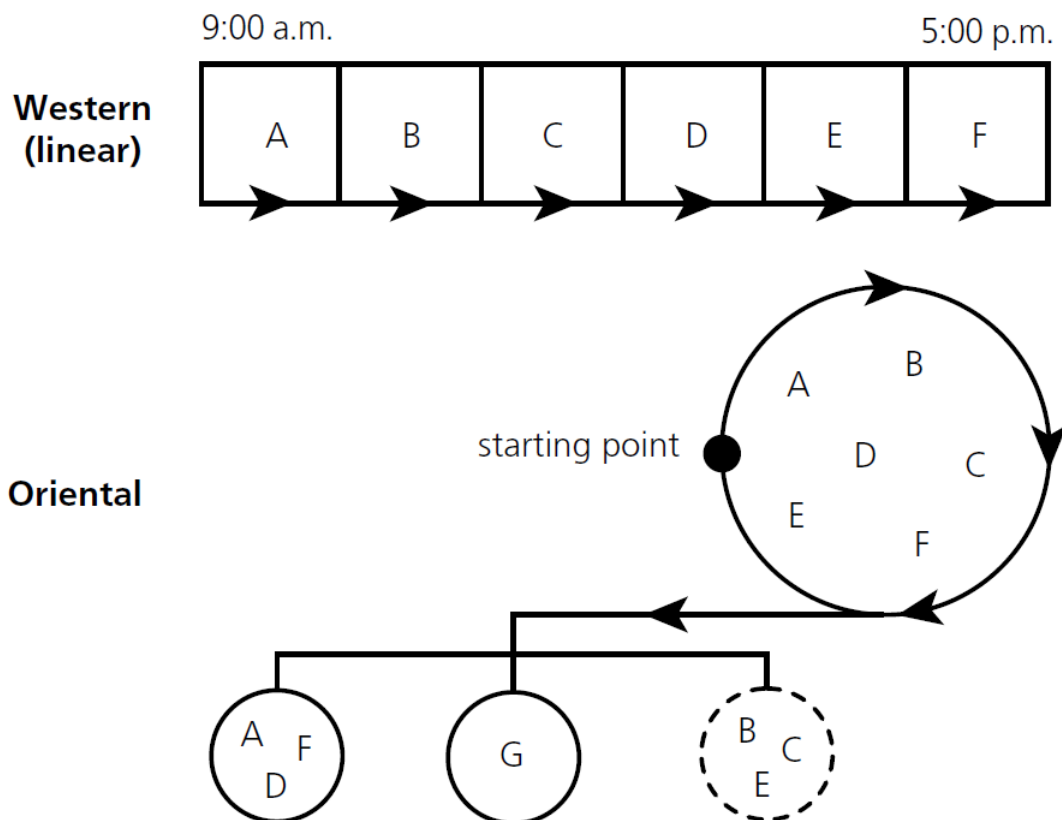 9:00 a.m. 5:00 p.m.
Western
(linear)
A B C D E F
A B
starting point D C
Oriental
E F
A F D
G
B C E